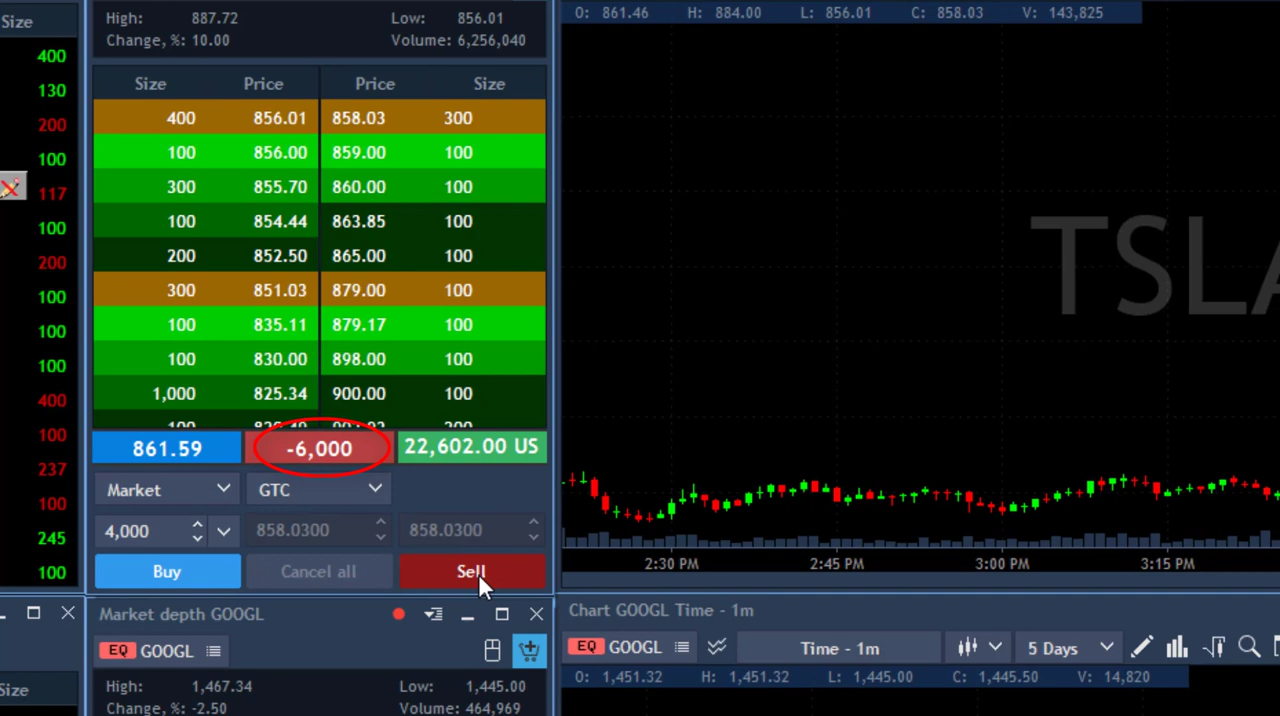 Size
400
130
200
100
117
100
200
100
100
100
400
100
237
100
245
100
High: 887.72 Low: 856.01
Change, %: 10.00 Volume: 6,256,040
Size Price Price Size
400 856.01 858.03 300
100 856.00 859.00 100
300 855.70 860.00 100
100 854.44 863.85 100
200 852.50 865.00 100
300 851.03 879.00 100
100 835.11 879.17 100
100 830.00 898.00 100
1,000 825.34 900.00 100
861.59 -6,000 22,602.00 US
Market GTC
4,000 858.0300 858.0300
Buy Cancel all Sell
O: 861.46 H: 884.00 L: 856.01 C: 858.03 V: 143,825
TSLA
2:30 PM 2:45 PM 3:00 PM 3:15 PM
Size
Market depth GOOGL
EQ GOOGL
High: 1,467.34 Low: 1,445.00
Change, %: -2.50 Volume: 464,969
Chart GOOGL Time - 1m
EQ GOOGL Time - 1m 5 Days
O: 1,451.32 H: 1,451.32 L: 1,445.00 C: 1,445.50 V: 14,820